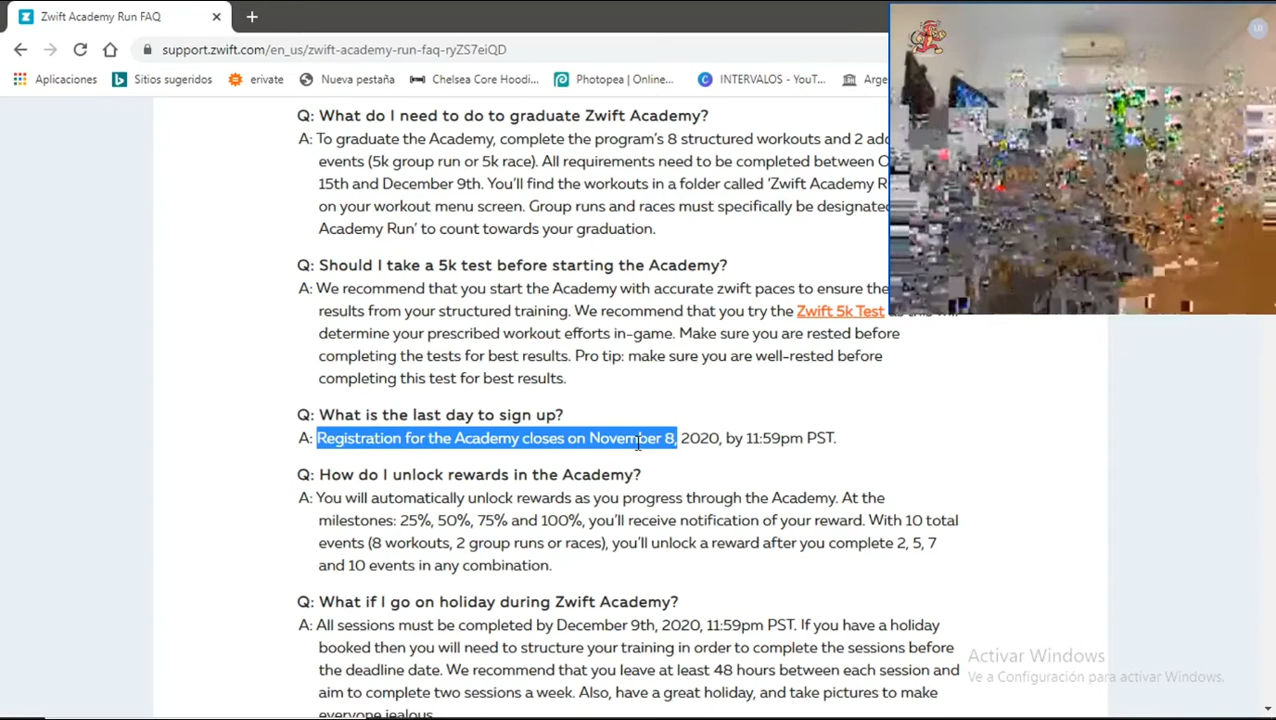 Zwift Academy Run FAQ
support.zwift.com/en_us/zwift-academy-run-faq-ryZS7eiQD
Aplicaciones Sitios sugeridos erivate Nueva pestaña Chelsea Core Hoodi... Photopea | Online... INTERVALOS - YouT... Arge
Q: What do I need to do to graduate Zwift Academy?
A: To graduate the Academy, complete the program's 8 structured workouts and 2 add
events (5k group run or 5k race). All requirements need to be completed between O
15th and December 9th. You'll find the workouts in a folder called 'Zwift Academy R
on your workout menu screen. Group runs and races must specifically be designated
Academy Run' to count towards your graduation.
Q: Should I take a 5k test before starting the Academy?
A: We recommend that you start the Academy with accurate zwift paces to ensure the
results from your structured training. We recommend that you try the Zwift 5k Test
determine your prescribed workout efforts in-game. Make sure you are rested before
completing the tests for best results. Pro tip: make sure you are well-rested before
completing this test for best results.
Q: What is the last day to sign up?
A: Registration for the Academy closes on November 8, 2020, by 11:59pm PST.
Q: How do I unlock rewards in the Academy?
A: You will automatically unlock rewards as you progress through the Academy. At the
milestones: 25%, 50%, 75% and 100%, you'll receive notification of your reward. With 10 total
events (8 workouts, 2 group runs or races), you'll unlock a reward after you complete 2, 5, 7
and 10 events in any combination.
Q: What if I go on holiday during Zwift Academy?
A: All sessions must be completed by December 9th, 2020, 11:59pm PST. If you have a holiday
booked then you will need to structure your training in order to complete the sessions before
the deadline date. We recommend that you leave at least 48 hours between each session and
aim to complete two sessions a week. Also, have a great holiday, and take pictures to make
everyone jealous.
Activar Windows
Ve a Configuración para activar Windows.